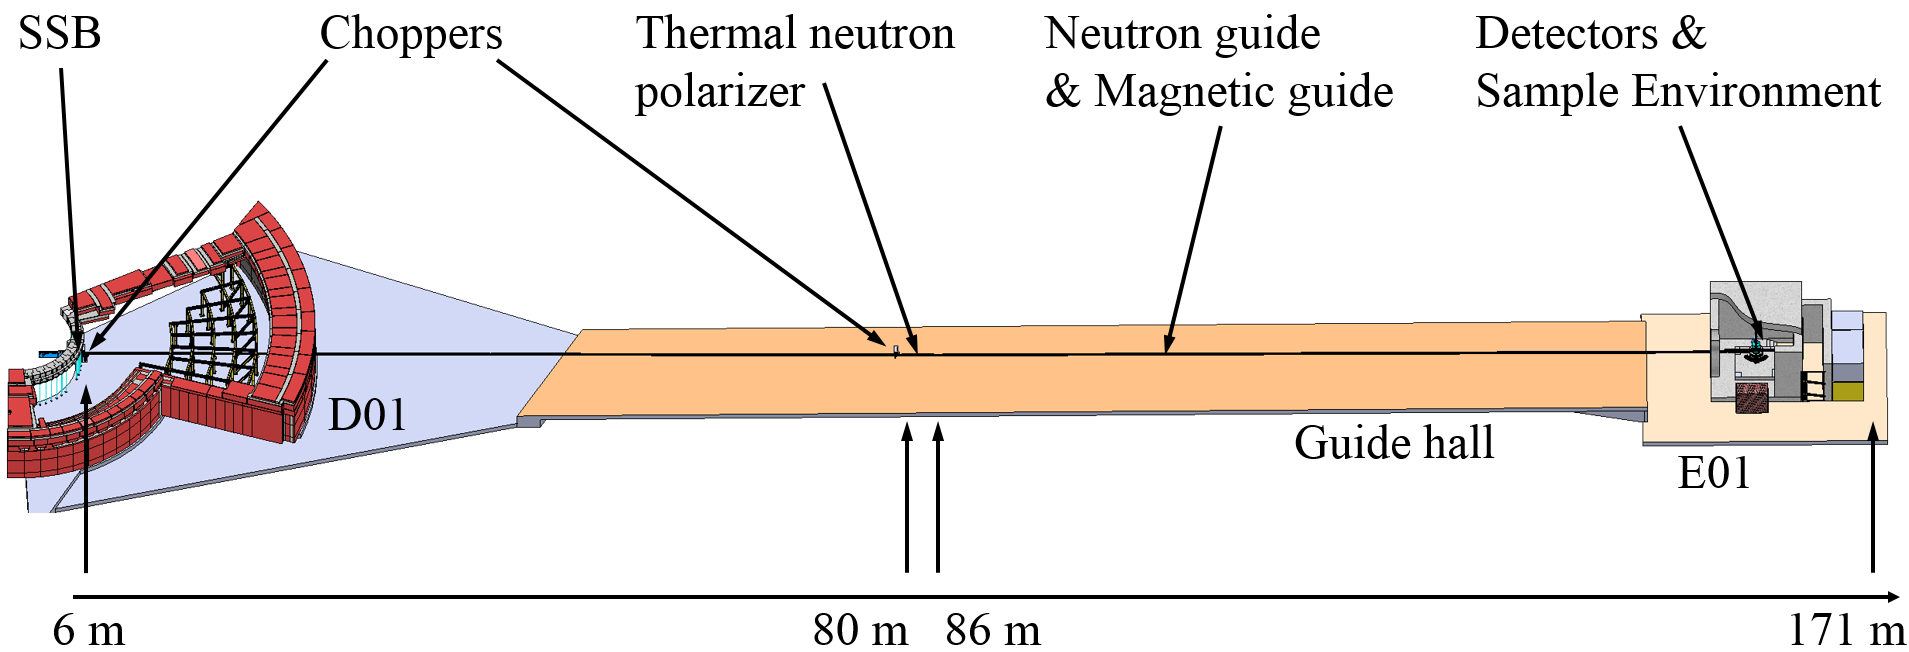 SSB
Choppers
Thermal neutron
polarizer
Neutron guide
& Magnetic guide
Detectors &
Sample Environment
D01
Guide hall
E01
6 m
80 m
86 m
171 m